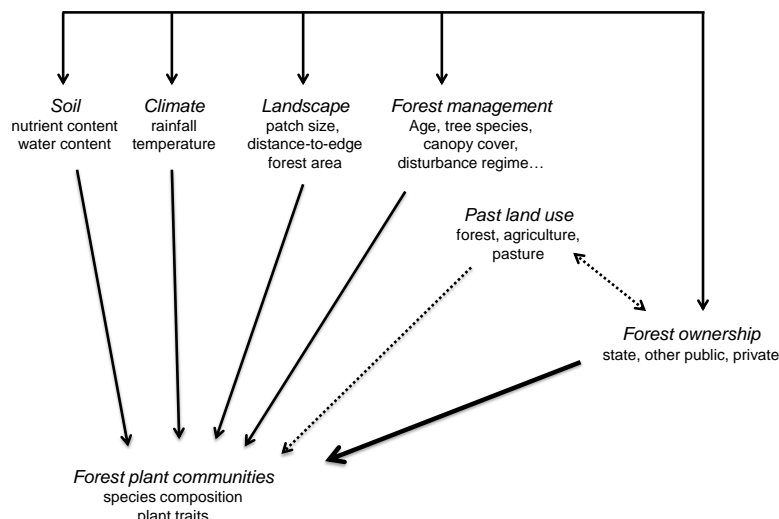 Soil
nutrient content
water content
Climate
rainfall
temperature
Landscape
patch size,
distance-to-edge
forest area
Forest management
Age, tree species,
canopy cover,
disturbance regime…
Past land use
forest, agriculture,
pasture
Forest ownership
state, other public, private
Forest plant communities
species composition
plant traits